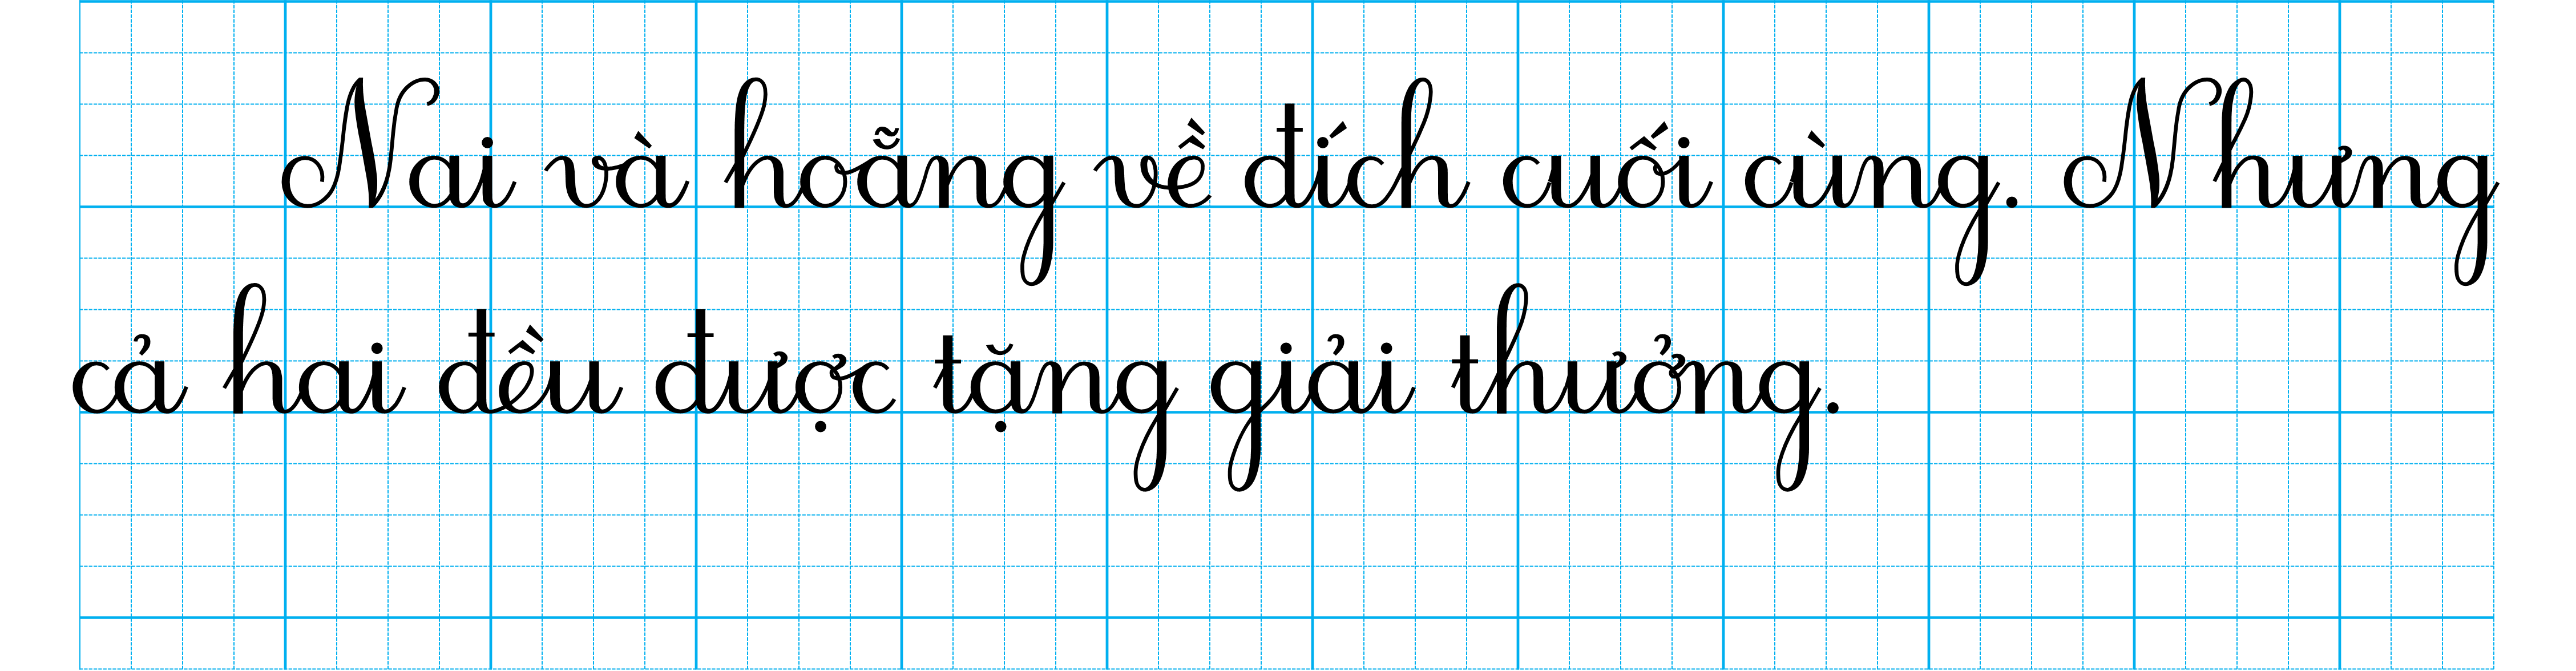 Nai và hoẵng về đích cuối cùng. Nhưng
cả hai đều được tặng giải thưởng.